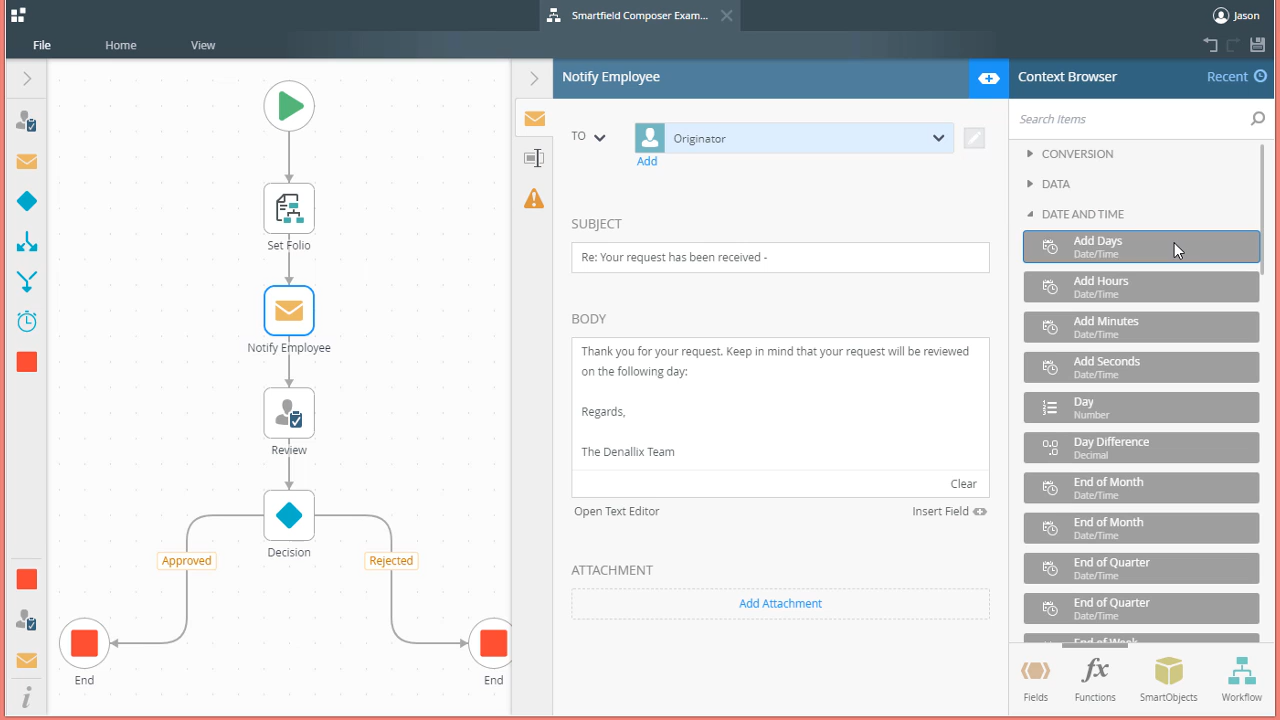 Smartfield Composer Exam...
Jason
File
Home
View
Set Folio
Notify Employee
Review
Decision
Approved
Rejected
End
End
Notify Employee
TO
Originator
Add
SUBJECT
Re: Your request has been received -
BODY
Thank you for your request. Keep in mind that your request will be reviewed
on the following day:
Regards,
The Denallix Team
Clear
Open Text Editor
Insert Field
ATTACHMENT
Add Attachment
Context Browser
Recent
Search Items
CONVERSION
DATA
DATE AND TIME
Add Days
Date/Time
Add Hours
Date/Time
Add Minutes
Date/Time
Add Seconds
Date/Time
Day
Number
Day Difference
Decimal
End of Month
Date/Time
End of Month
Date/Time
End of Quarter
Date/Time
End of Quarter
Date/Time
End of Week
Fields
Functions
SmartObjects
Workflow